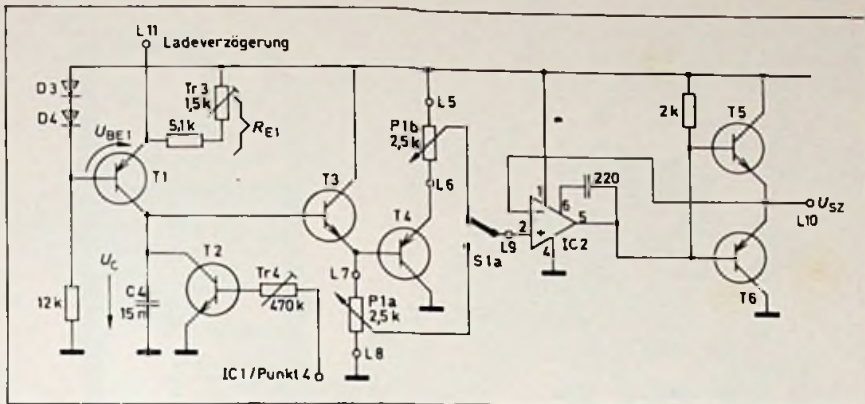 L11 Ladeverzögerung
D3
D4
U_BE1
T1
5,1k
Tr3
1,5k
R_E1
T3
L5
P1b
2,5k
L6
T4
L7
P1a
2,5k
L8
12k
U_C
C4
15n
T2
Tr4
470k
IC1/Punkt 4
S1a
L9
1
2
-
+
4
5
6
IC2
220
2k
T5
T6
U_SZ
L10